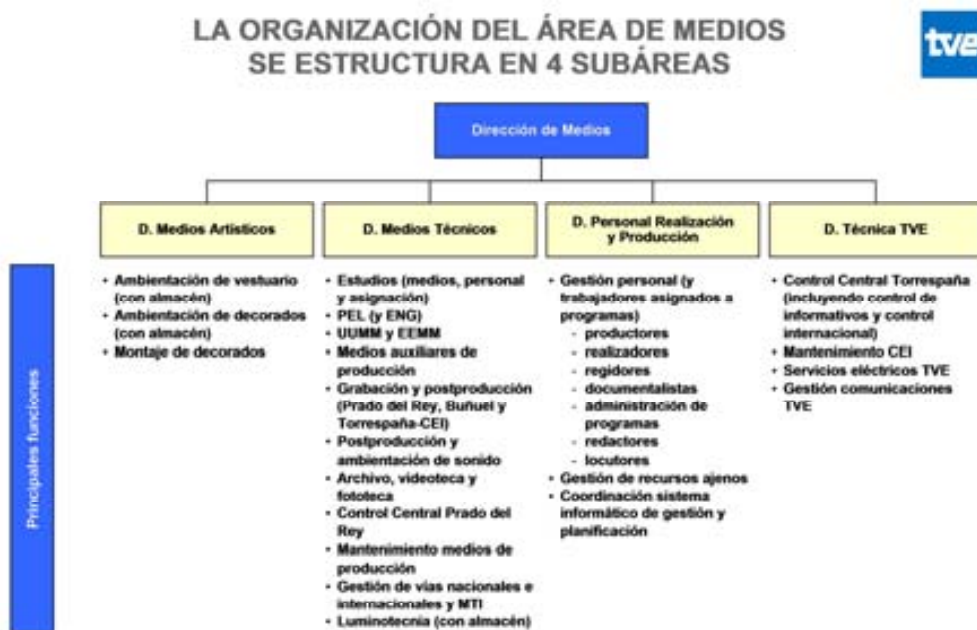 LA ORGANIZACIÓN DEL ÁREA DE MEDIOS
SE ESTRUCTURA EN 4 SUBÁREAS
tve
Dirección de Medios
D. Medios Artísticos
D. Medios Técnicos
D. Personal Realización
y Producción
D. Técnica TVE
Principales funciones
• Ambientación de vestuario
(con almacén)
• Ambientación de decorados
(con almacén)
• Montaje de decorados
• Estudios (medios, personal
y asignación)
• PEL (y ENG)
• UUMM y EEMM
• Medios auxiliares de
producción
• Grabación y postproducción
(Prado del Rey, Buñuel y
Torrespaña-CEI)
• Postproducción y
ambientación de sonido
• Archivo, videoteca y
fototeca
• Control Central Prado del
Rey
• Mantenimiento medios de
producción
• Gestión de vías nacionales e
internacionales y MTI
• Luminotecnia (con almacén)
• Gestión personal (y
trabajadores asignados a
programas)
- productores
- realizadores
- regidores
- documentalistas
- administración de
programas
- redactores
- locutores
• Gestión de recursos ajenos
• Coordinación sistema
informático de gestión y
planificación
• Control Central Torrespaña
(incluyendo control de
informativos y control
internacional)
• Mantenimiento CEI
• Servicios eléctricos TVE
• Gestión comunicaciones
TVE